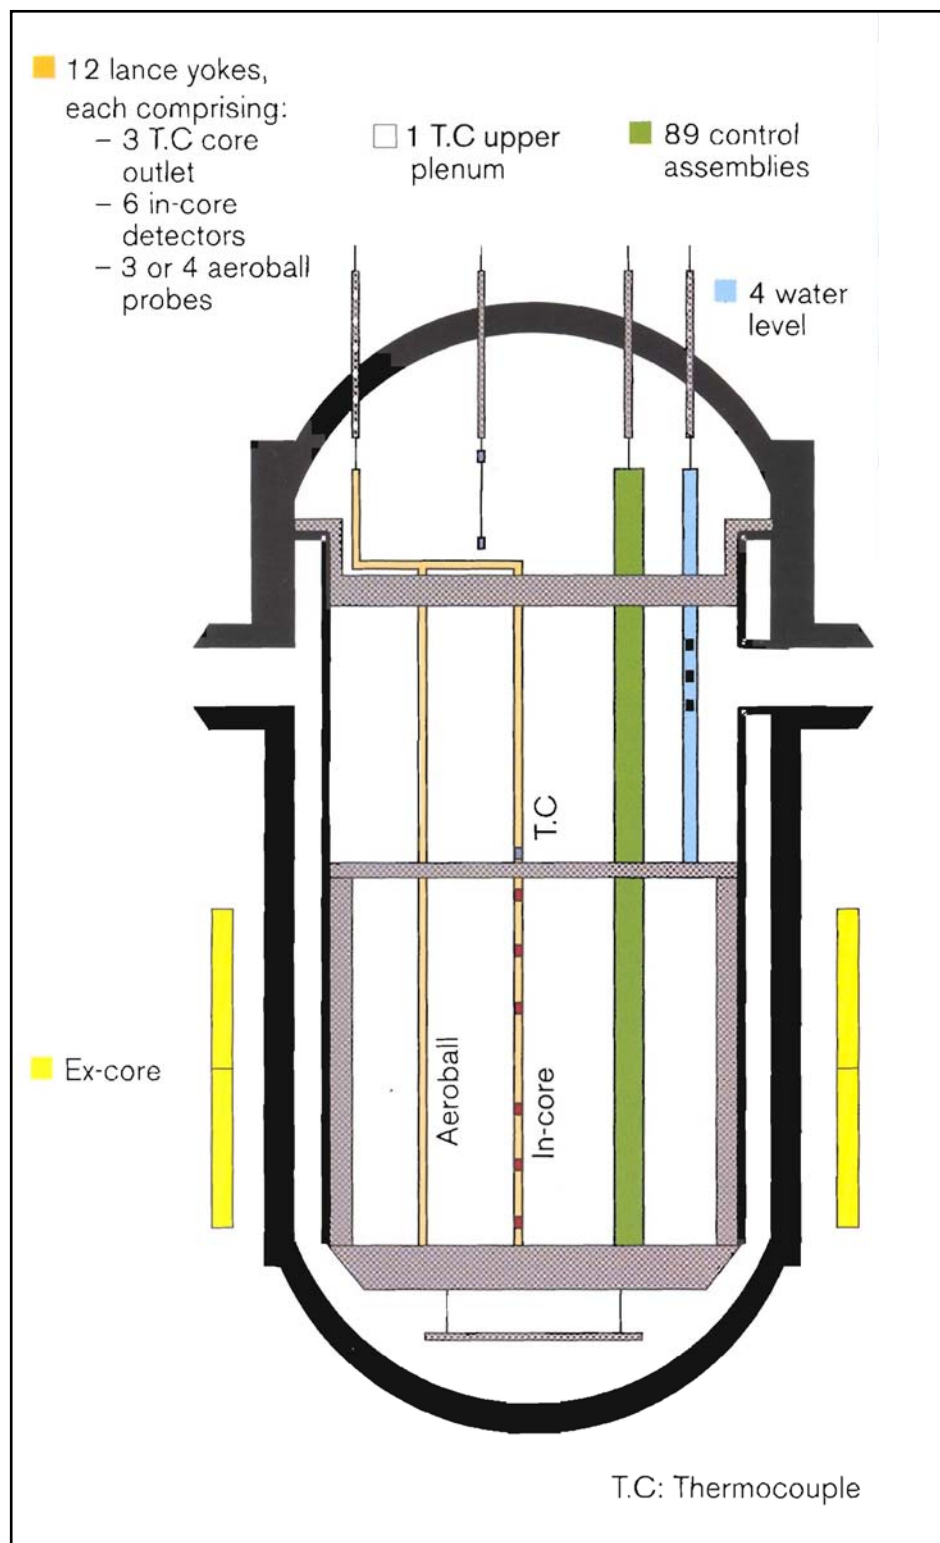 12 lance yokes,
each comprising:
– 3 T.C core
outlet
– 6 in-core
detectors
– 3 or 4 aeroball
probes
1 T.C upper
plenum
89 control
assemblies
4 water
level
T.C
Aeroball
In-core
Ex-core
T.C: Thermocouple